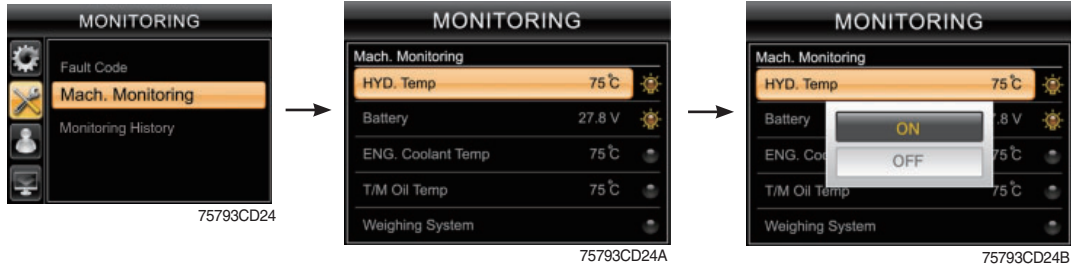 MONITORING
Fault Code
Mach. Monitoring
Monitoring History
75793CD24
MONITORING
Mach. Monitoring
HYD. Temp 75℃
Battery 27.8 V
ENG. Coolant Temp 75℃
T/M Oil Temp 75℃
Weighing System
75793CD24A
MONITORING
Mach. Monitoring
HYD. Temp 75℃
Battery .8 V
ON
ENG. Coo 75℃
OFF
T/M Oil Temp 75℃
Weighing System
75793CD24B